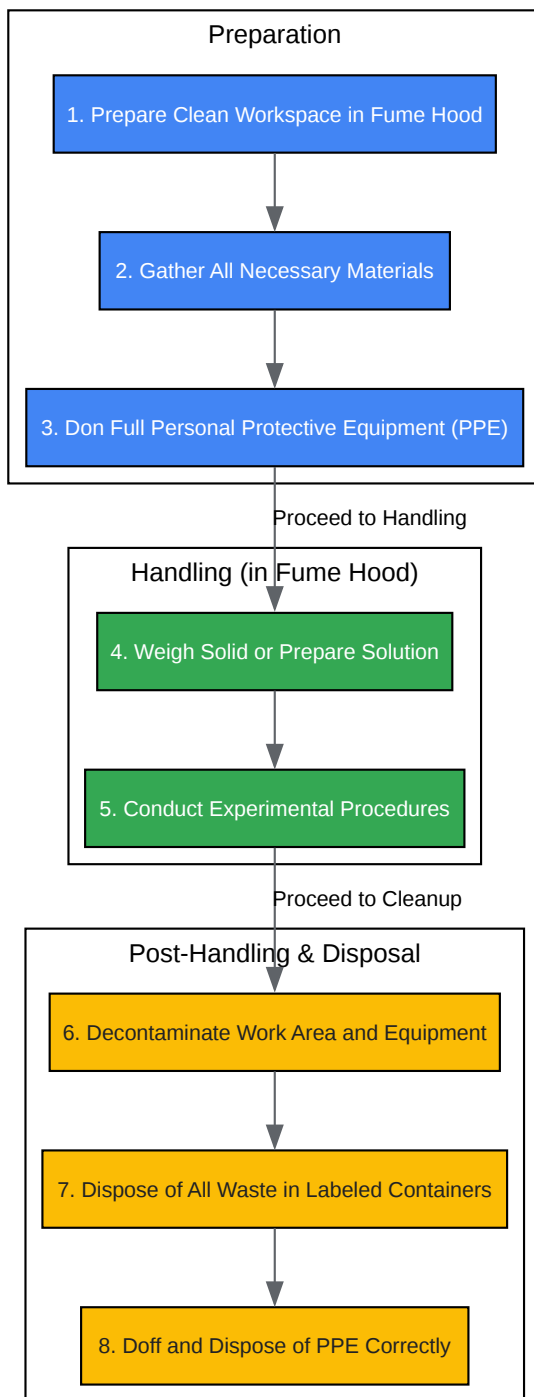 Preparation
1. Prepare Clean Workspace in Fume Hood
2. Gather All Necessary Materials
3. Don Full Personal Protective Equipment (PPE)
Proceed to Handling
Handling (in Fume Hood)
4. Weigh Solid or Prepare Solution
5. Conduct Experimental Procedures
Proceed to Cleanup
Post-Handling & Disposal
6. Decontaminate Work Area and Equipment
7. Dispose of All Waste in Labeled Containers
8. Doff and Dispose of PPE Correctly